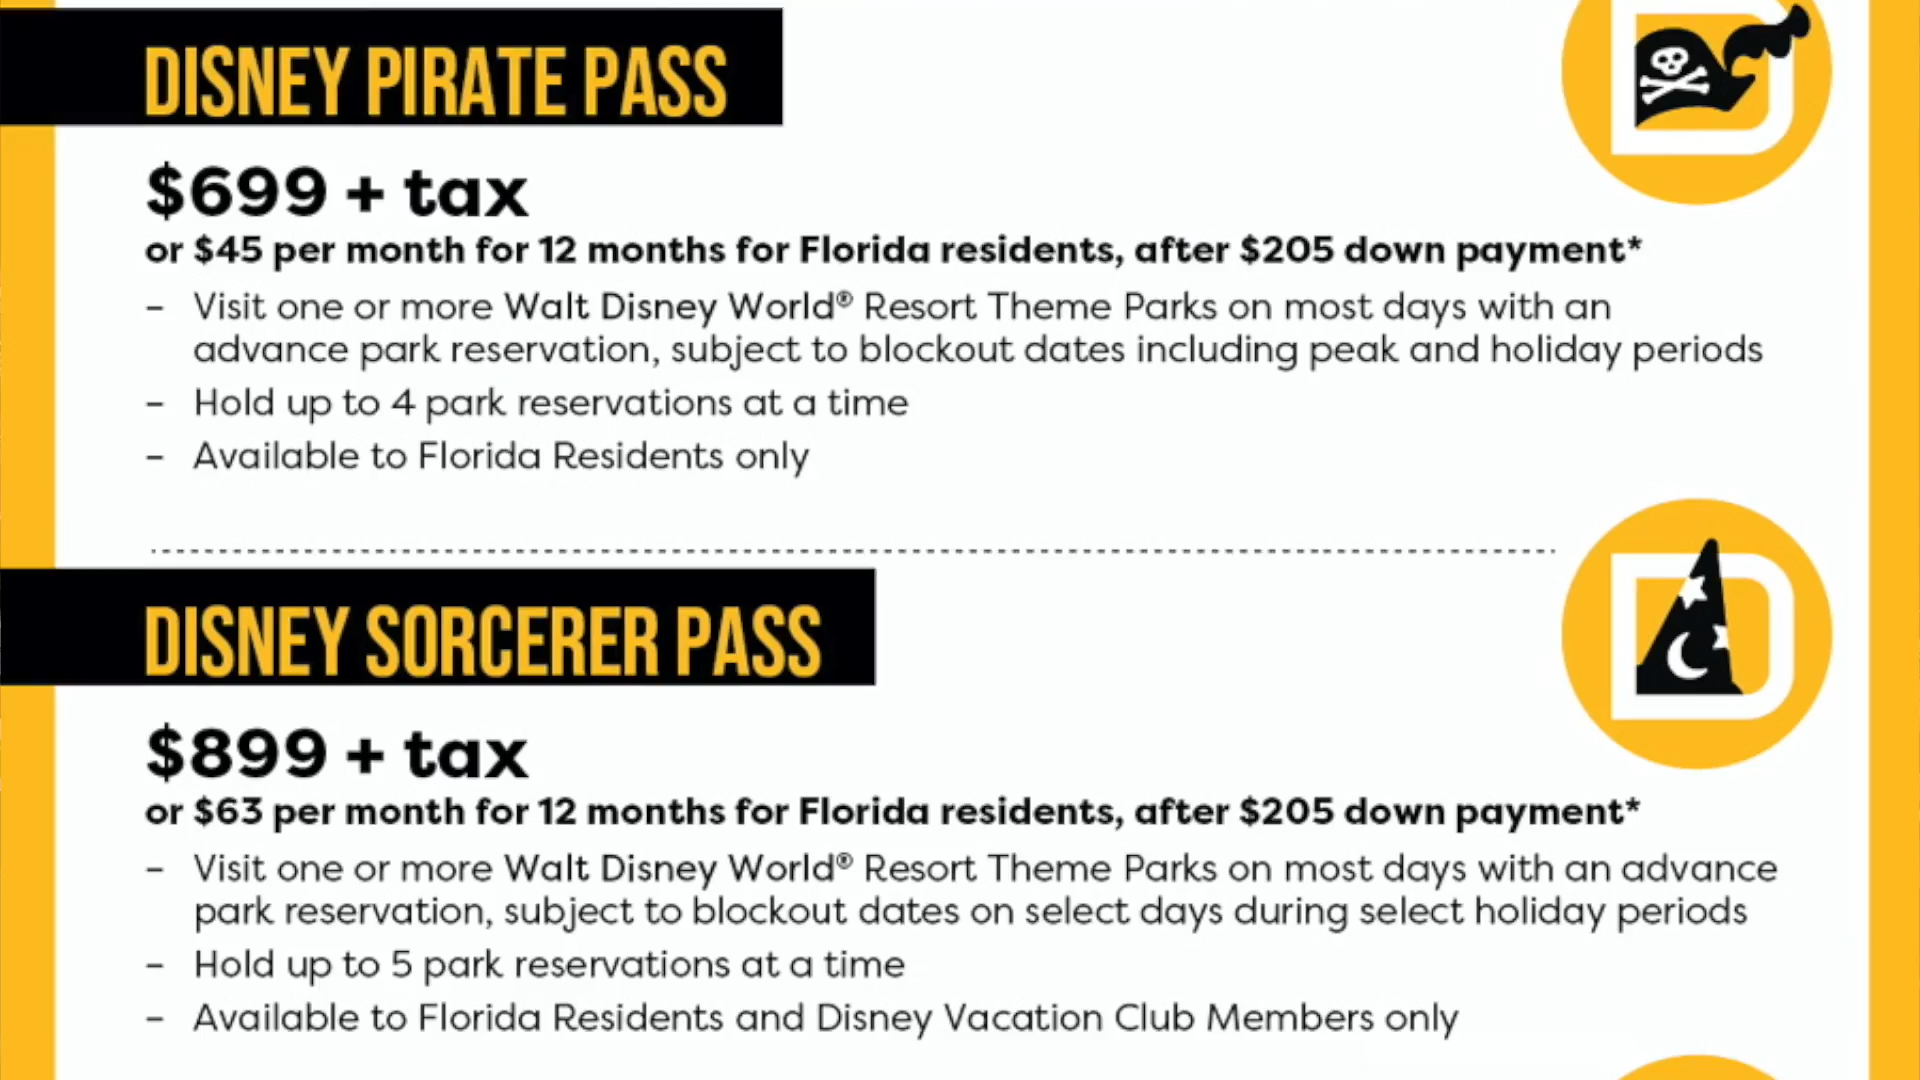 DISNEY PIRATE PASS
$699 + tax
or $45 per month for 12 months for Florida residents, after $205 down payment*
– Visit one or more Walt Disney World® Resort Theme Parks on most days with an
advance park reservation, subject to blockout dates including peak and holiday periods
– Hold up to 4 park reservations at a time
– Available to Florida Residents only
DISNEY SORCERER PASS
$899 + tax
or $63 per month for 12 months for Florida residents, after $205 down payment*
– Visit one or more Walt Disney World® Resort Theme Parks on most days with an advance
park reservation, subject to blockout dates on select days during select holiday periods
– Hold up to 5 park reservations at a time
– Available to Florida Residents and Disney Vacation Club Members only